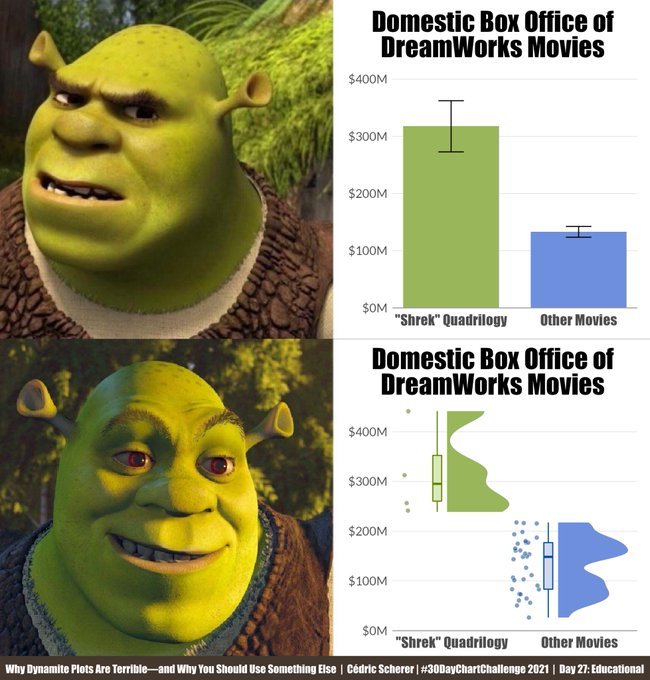 Domestic Box Office of
DreamWorks Movies
$400M
$300M
$200M
$100M
$0M
"Shrek" Quadrilogy Other Movies
Domestic Box Office of
DreamWorks Movies
$400M
$300M
$200M
$100M
$0M
"Shrek" Quadrilogy Other Movies
Why Dynamite Plots Are Terrible—and Why You Should Use Something Else | Cédric Scherer | #30DayChartChallenge 2021 | Day 27: Educational